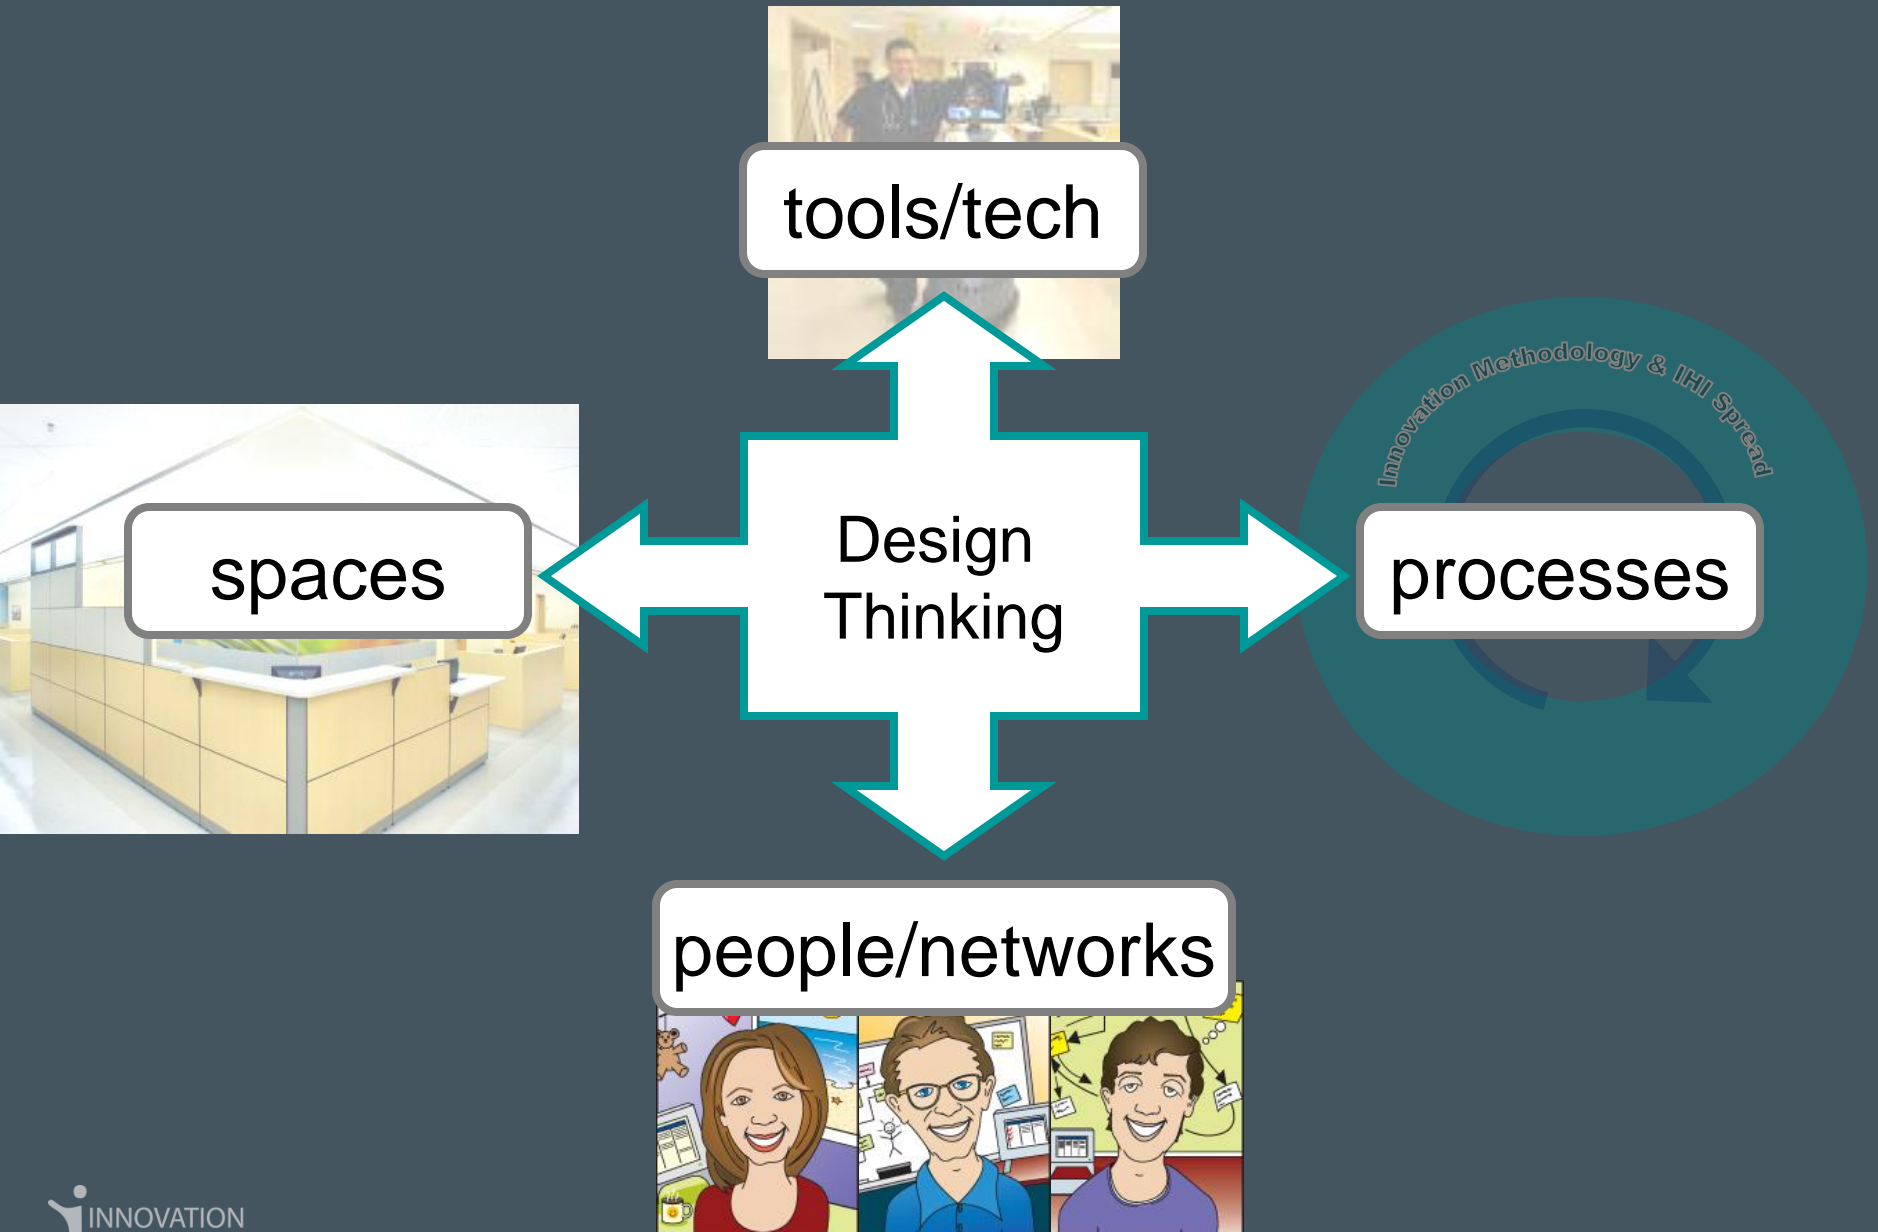 tools/tech
Innovation Methodology & IHI Spread
spaces
Design
Thinking
processes
people/networks
INNOVATION